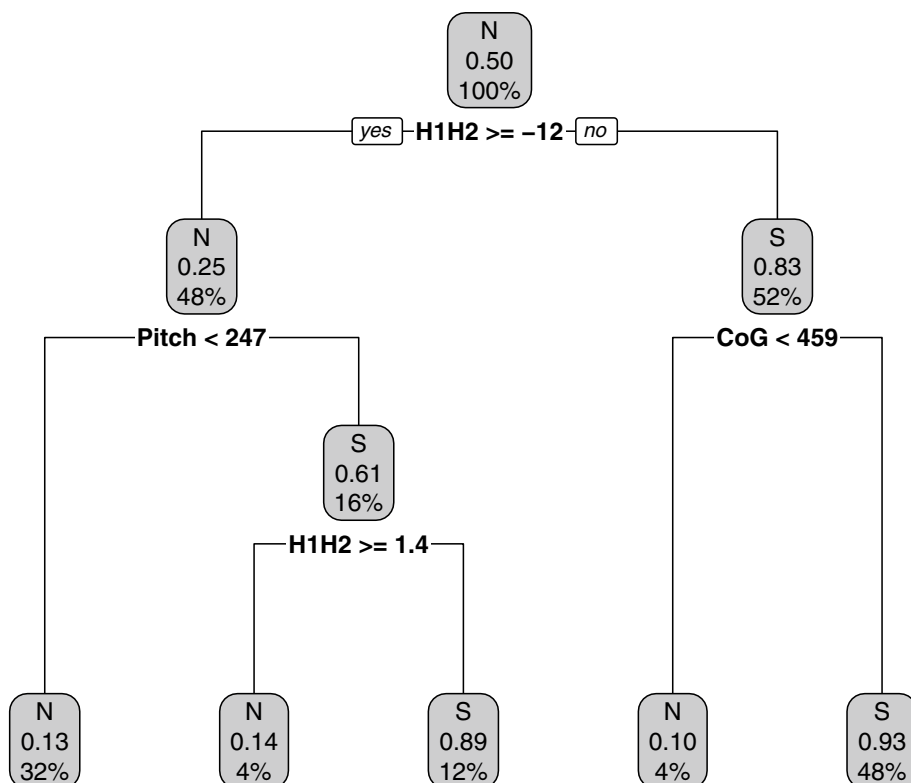 N
0.50
100%
yes H1H2 >= −12 no
N
0.25
48%
S
0.83
52%
Pitch < 247
CoG < 459
S
0.61
16%
H1H2 >= 1.4
N
0.13
32%
N
0.14
4%
S
0.89
12%
N
0.10
4%
S
0.93
48%